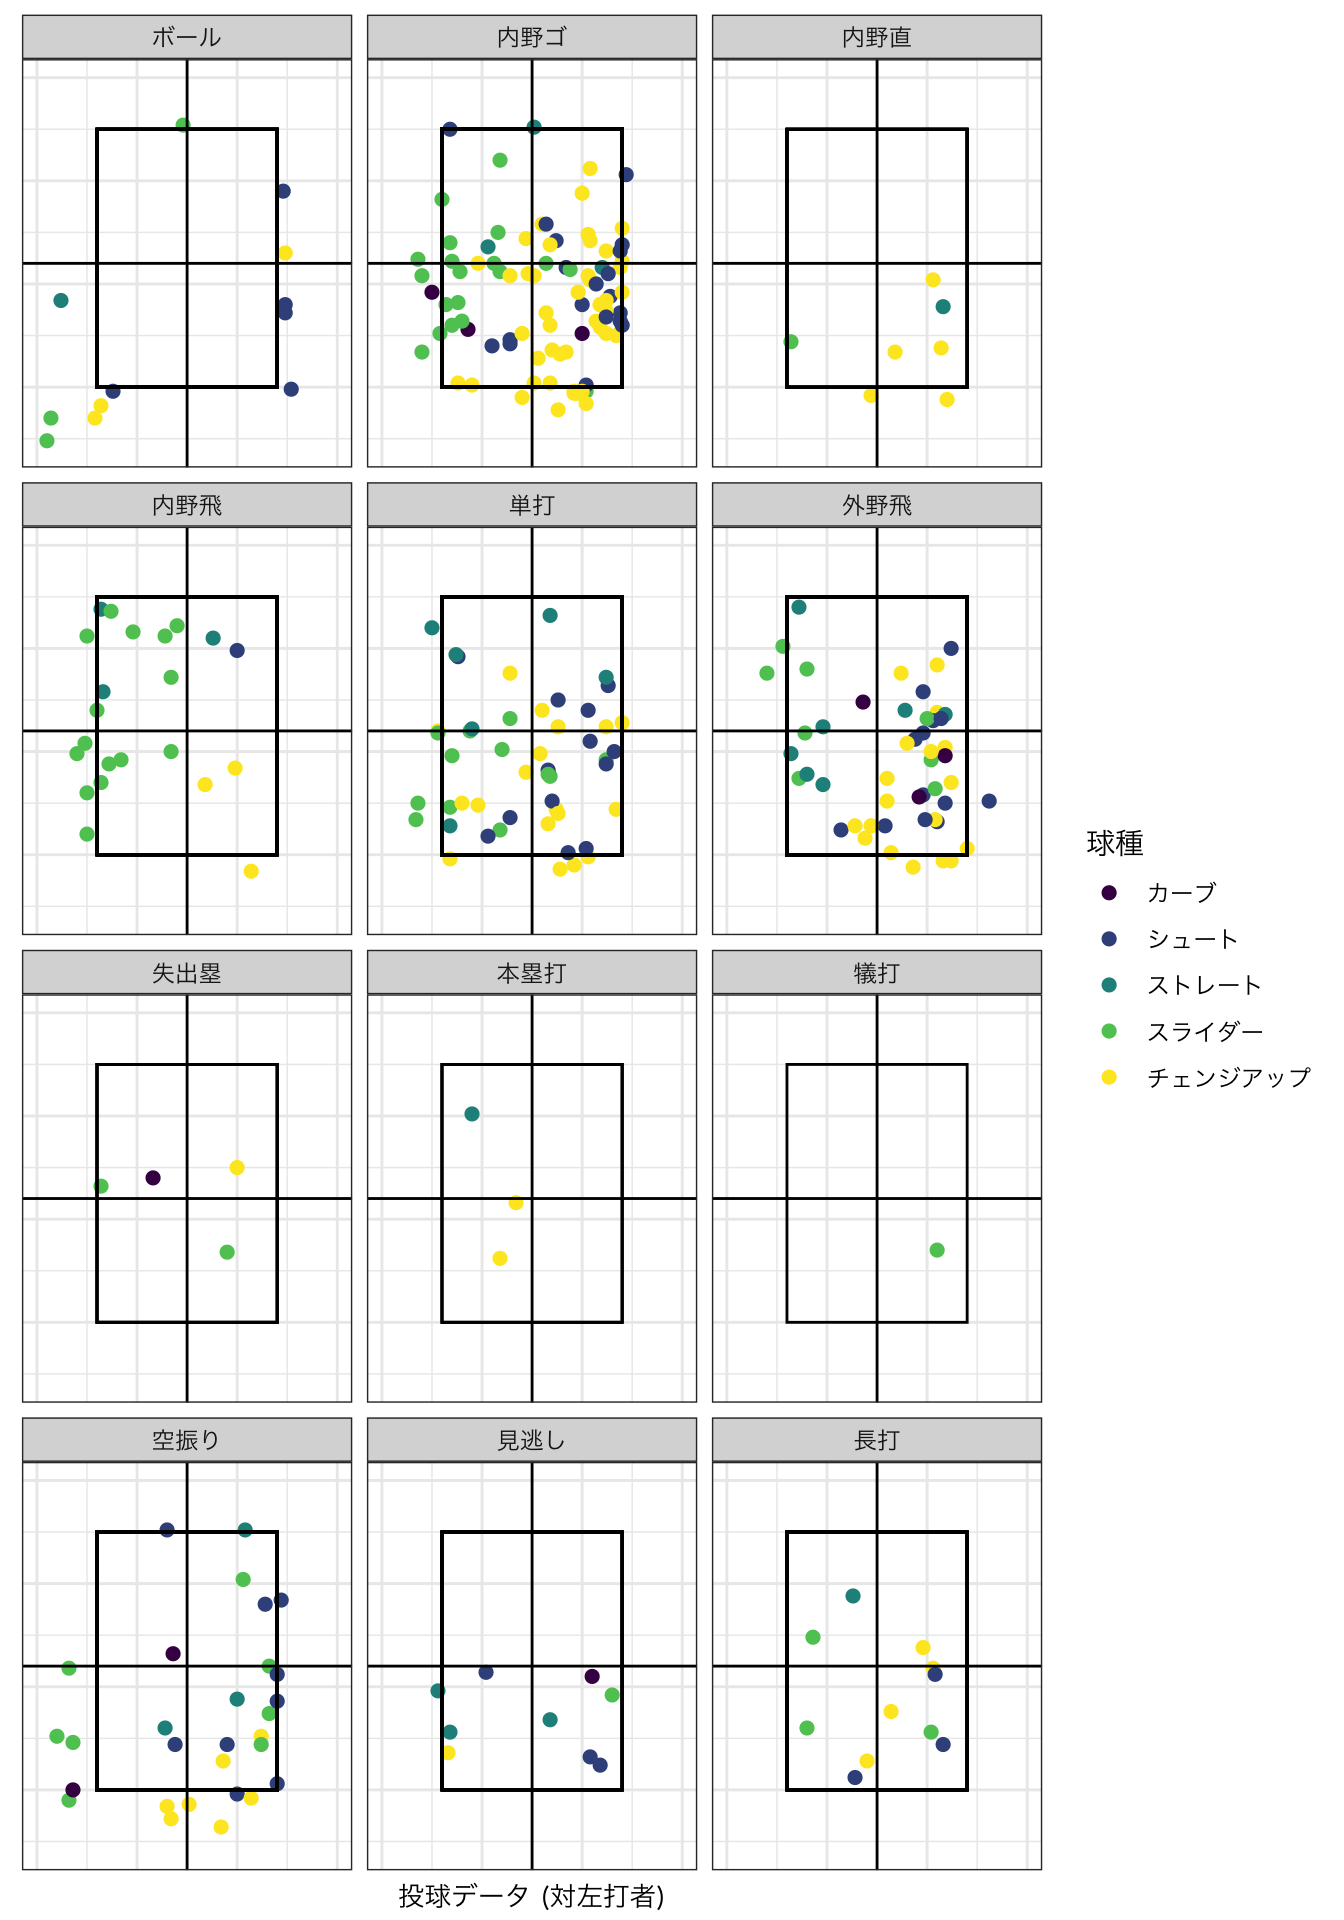 ボール
内野ゴ
内野直
内野飛
単打
外野飛
失出塁
本塁打
犠打
空振り
見逃し
長打
球種
カーブ
シュート
ストレート
スライダー
チェンジアップ
投球データ (対左打者)